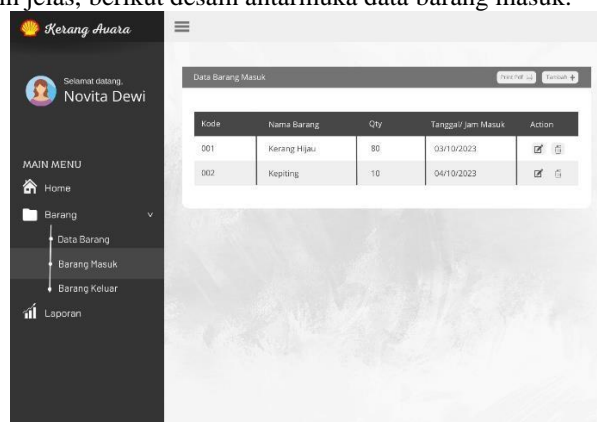 jelas, berikut desain antarmuka data barang masuk.
Kerang Avara
Selamat datang,
Novita Dewi
MAIN MENU
Home
Barang
Data Barang
Barang Masuk
Barang Keluar
Laporan
Data Barang Masuk
Kode Nama Barang Qty Tanggal/ Jam Masuk Action
001 Kerang Hijau 80 03/10/2023
002 Kepiting 10 04/10/2023